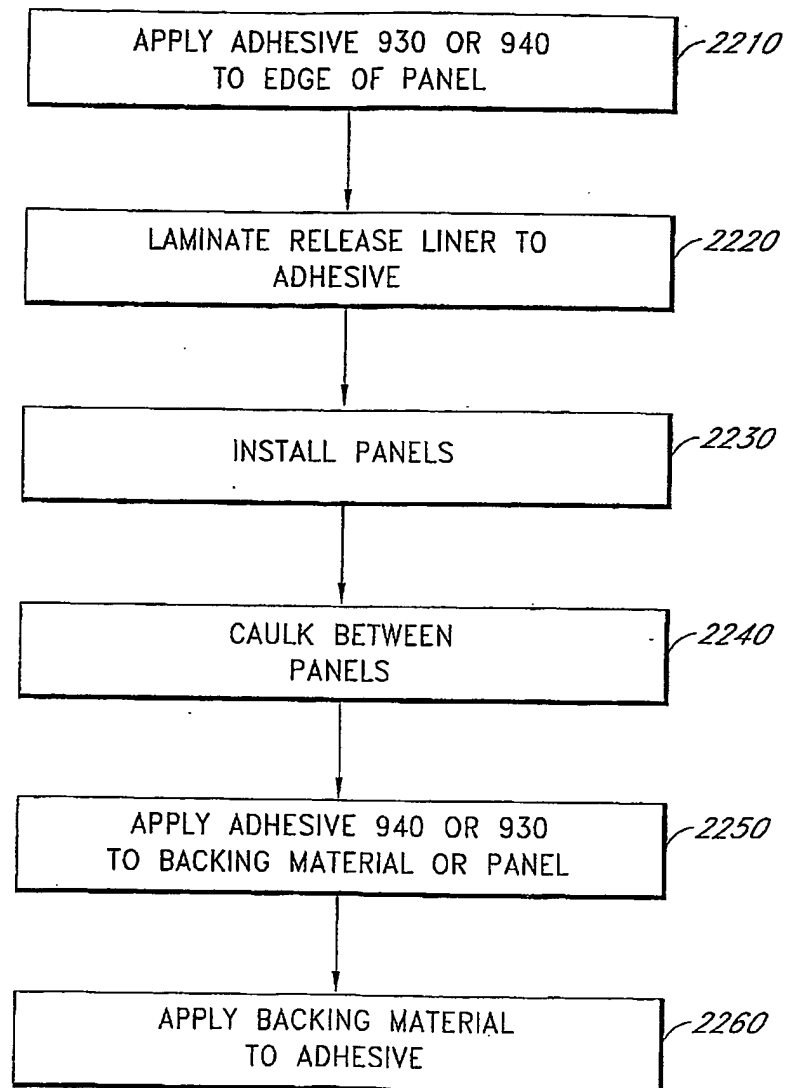 APPLY ADHESIVE 930 OR 940
TO EDGE OF PANEL
2210
LAMINATE RELEASE LINER TO
ADHESIVE
2220
INSTALL PANELS
2230
CAULK BETWEEN
PANELS
2240
APPLY ADHESIVE 940 OR 930
TO BACKING MATERIAL OR PANEL
2250
APPLY BACKING MATERIAL
TO ADHESIVE
2260